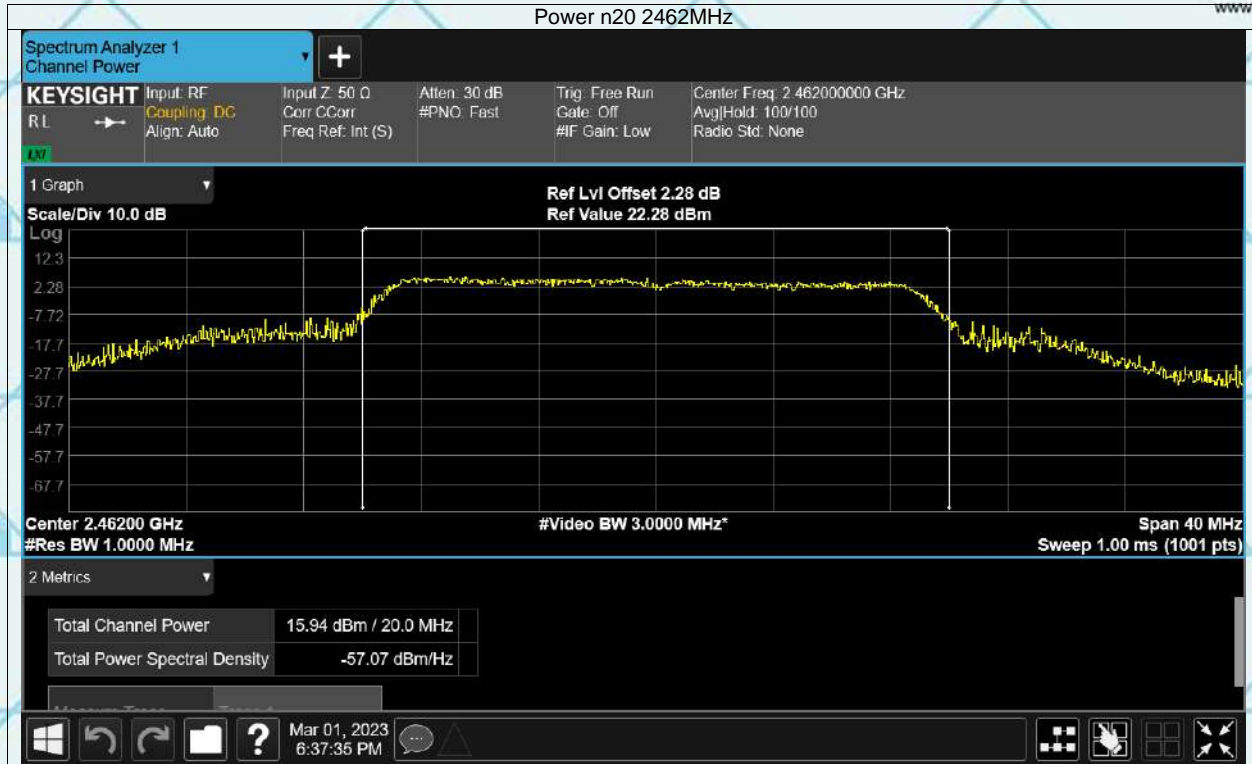 Power n20 2462MHz
www
Spectrum Analyzer 1
Channel Power
KEYSIGHT
RL
LXI
Input: RF
Coupling: DC
Align: Auto
Input Z: 50 Ω
Corr CCorr
Freq Ref: Int (S)
Atten: 30 dB
#PNO: Fast
Trig: Free Run
Gate: Off
#IF Gain: Low
Center Freq: 2.462000000 GHz
Avg|Hold: 100/100
Radio Std: None
1 Graph
Scale/Div 10.0 dB
Ref Lvl Offset 2.28 dB
Ref Value 22.28 dBm
Log
12.3
2.28
-7.72
-17.7
-27.7
-37.7
-47.7
-57.7
-67.7
Center 2.46200 GHz
#Res BW 1.0000 MHz
#Video BW 3.0000 MHz*
Span 40 MHz
Sweep 1.00 ms (1001 pts)
2 Metrics
Total Channel Power 15.94 dBm / 20.0 MHz
Total Power Spectral Density -57.07 dBm/Hz
?
Mar 01, 2023
6:37:35 PM